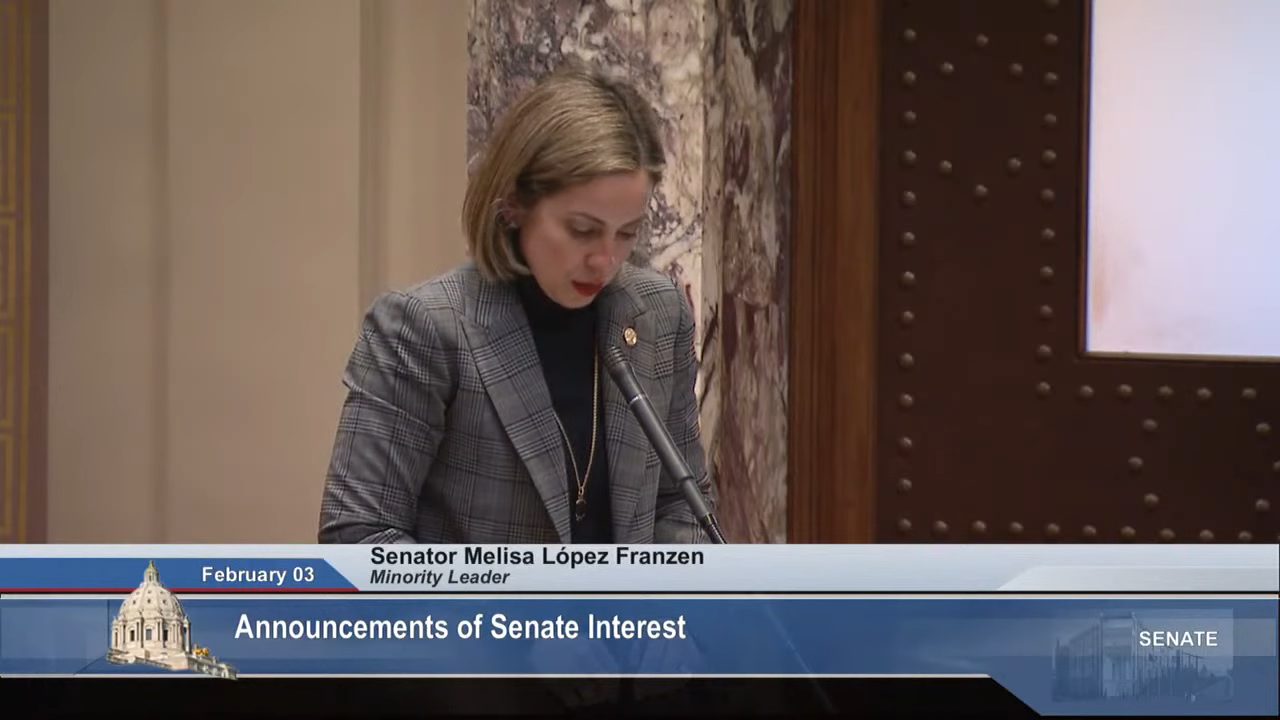 Senator Melisa López Franzen
February 03
Minority Leader
Announcements of Senate Interest
SENATE